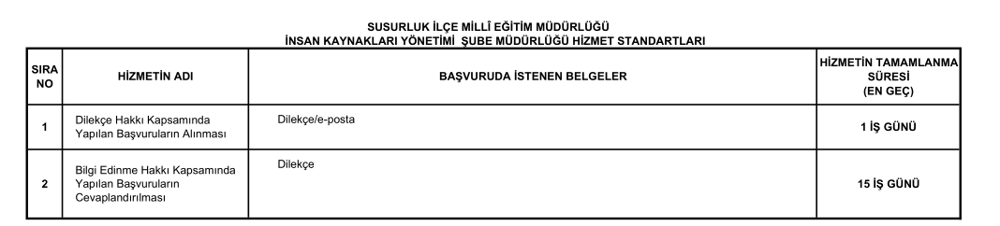 SUSURLUK İLÇE MİLLÎ EĞİTİM MÜDÜRLÜĞÜ
İNSAN KAYNAKLARI YÖNETİMİ  ŞUBE MÜDÜRLÜĞÜ HİZMET STANDARTLARI
SIRA
NO
HİZMETİN ADI
BAŞVURUDA İSTENEN BELGELER
HİZMETİN TAMAMLANMA
SÜRESİ
(EN GEÇ)
1
Dilekçe Hakkı Kapsamında
Yapılan Başvuruların Alınması
Dilekçe/e-posta
1 İŞ GÜNÜ
2
Bilgi Edinme Hakkı Kapsamında
Yapılan Başvuruların
Cevaplandırılması
Dilekçe
15 İŞ GÜNÜ